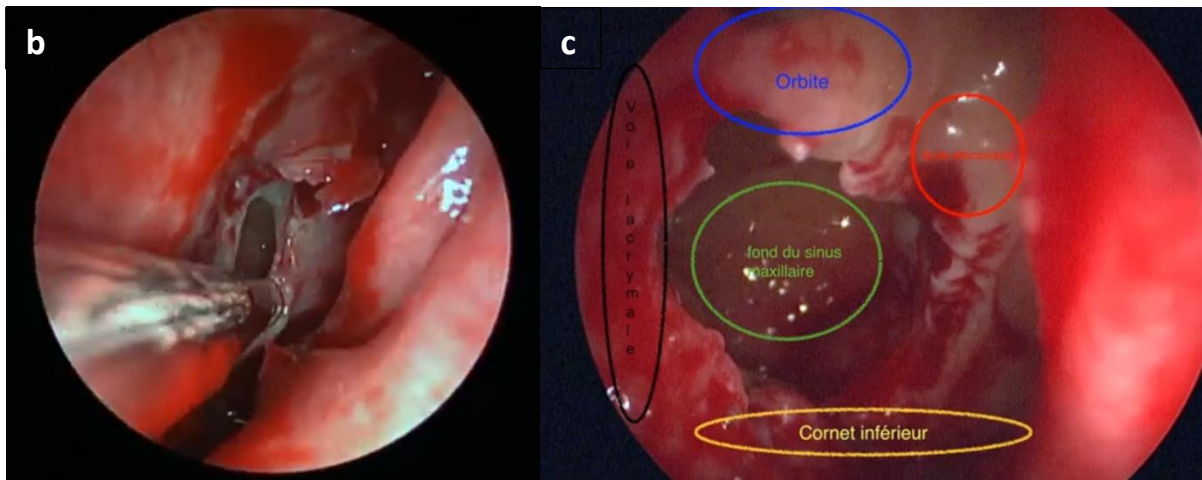 b
c
Orbite
Voie lacrymale
fond du sinus
maxillaire
Cornet inférieur